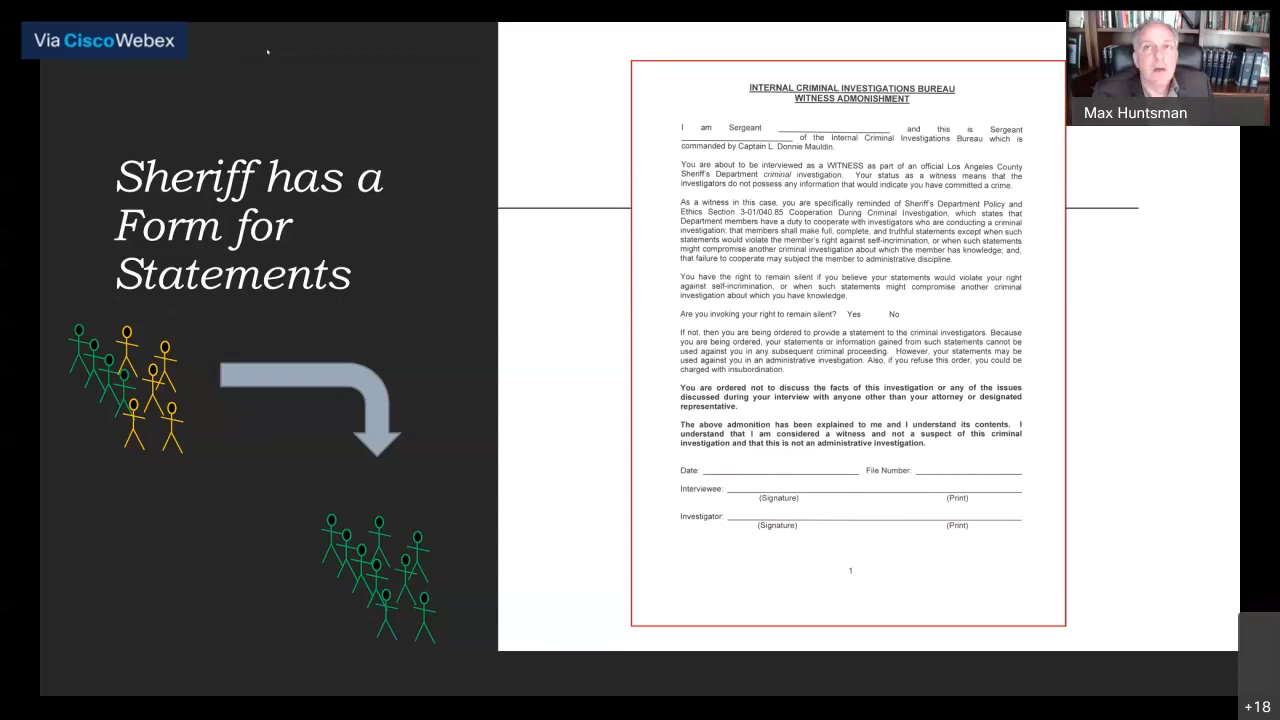 Via CiscoWebex
Max Huntsman
Sheriff has a
Form for
Statements
INTERNAL CRIMINAL INVESTIGATIONS BUREAU
WITNESS ADMONISHMENT
I am Sergeant ____________ and this is Sergeant
____________ of the Internal Criminal Investigations Bureau which is
commanded by Captain L. Donnie Mauldin.
You are about to be interviewed as a WITNESS as part of an official Los Angeles County
Sheriff's Department criminal investigation. Your status as a witness means that the
investigators do not possess any information that would indicate you have committed a crime.
As a witness in this case, you are specifically reminded of Sheriff's Department Policy and
Ethics Section 3-01/040.85 Cooperation During Criminal Investigation, which states that
Department members have a duty to cooperate with investigators who are conducting a criminal
investigation; that members shall make full, complete, and truthful statements except when such
statements would violate the member's right against self-incrimination, or when such statements
might compromise another criminal investigation about which the member has knowledge; and,
that failure to cooperate may subject the member to administrative discipline.
You have the right to remain silent if you believe your statements would violate your right
against self-incrimination, or when such statements might compromise another criminal
investigation about which you have knowledge.
Are you invoking your right to remain silent? Yes No
If not, then you are being ordered to provide a statement to the criminal investigators. Because
you are being ordered, your statements or information gained from such statements cannot be
used against you in any subsequent criminal proceeding. However, your statements may be
used against you in an administrative investigation. Also, if you refuse this order, you could be
charged with insubordination.
You are ordered not to discuss the facts of this investigation or any of the issues
discussed during your interview with anyone other than your attorney or designated
representative.
The above admonition has been explained to me and I understand its contents. I
understand that I am considered a witness and not a suspect of this criminal
investigation and that this is not an administrative investigation.
Date: ____________ File Number: ____________
Interviewee: ____________
(Signature) (Print)
Investigator: ____________
(Signature) (Print)
1
+18